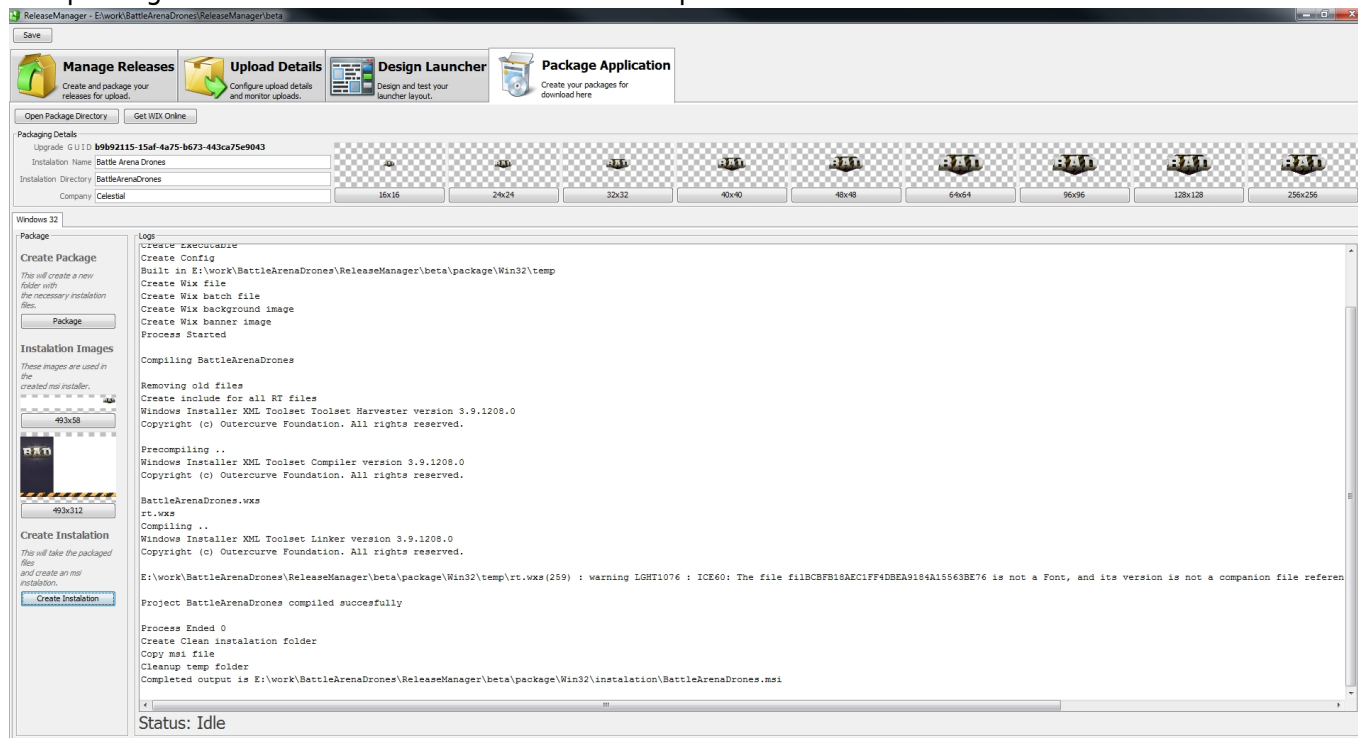 ReleaseManager - E:\work\BattleArenaDrones\ReleaseManager\beta
Save
Manage Releases
Create and package your
releases for upload.
Upload Details
Configure upload details
and monitor uploads.
Design Launcher
Design and test your
launcher layout.
Package Application
Create your packages for
download here
Open Package Directory
Get WIX Online
Packaging Details
Upgrade G U I D b9b92115-15af-4a75-b673-443ca75e9043
Instalation Name Battle Arena Drones
Instalation Directory BattleArenaDrones
Company Celestial
BAD BAD BAD BAD BAD BAD BAD BAD
16x16 24x24 32x32 40x40 48x48 64x64 96x96 128x128 256x256
Windows 32
Package
Create Package
This will create a new
folder with
the necessary instalation
files.
Package
Instalation Images
These images are used in
the
created msi installer.
493x58
BAD
493x312
Create Instalation
This will take the packaged
files
and create an msi
instalation.
Create Instalation
Logs
Create Executable
Create Config
Built in E:\work\BattleArenaDrones\ReleaseManager\beta\package\Win32\temp
Create Wix file
Create Wix batch file
Create Wix background image
Create Wix banner image
Process Started
Compiling BattleArenaDrones
Removing old files
Create include for all RT files
Windows Installer XML Toolset Toolset Harvester version 3.9.1208.0
Copyright (c) Outercurve Foundation. All rights reserved.
Precompiling ..
Windows Installer XML Toolset Compiler version 3.9.1208.0
Copyright (c) Outercurve Foundation. All rights reserved.
BattleArenaDrones.wxs
rt.wxs
Compiling ..
Windows Installer XML Toolset Linker version 3.9.1208.0
Copyright (c) Outercurve Foundation. All rights reserved.
E:\work\BattleArenaDrones\ReleaseManager\beta\package\Win32\temp\rt.wxs(259) : warning LGHT1076 : ICE60: The file filBCBFB18AEC1FF4DBEA9184A15563BE76 is not a Font, and its version is not a companion file referen
Project BattleArenaDrones compiled succesfully
Process Ended 0
Create Clean instalation folder
Copy msi file
Cleanup temp folder
Completed output is E:\work\BattleArenaDrones\ReleaseManager\beta\package\Win32\instalation\BattleArenaDrones.msi
Status: Idle